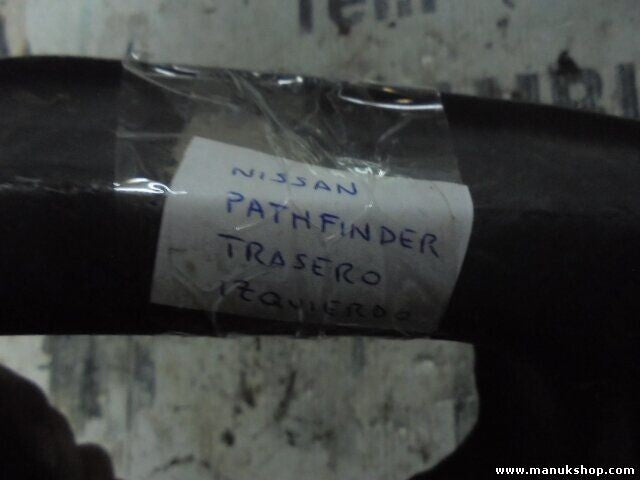 NISSAN
PATHFINDER
TRASERO
IZQUIERDO
www.manukshop.com